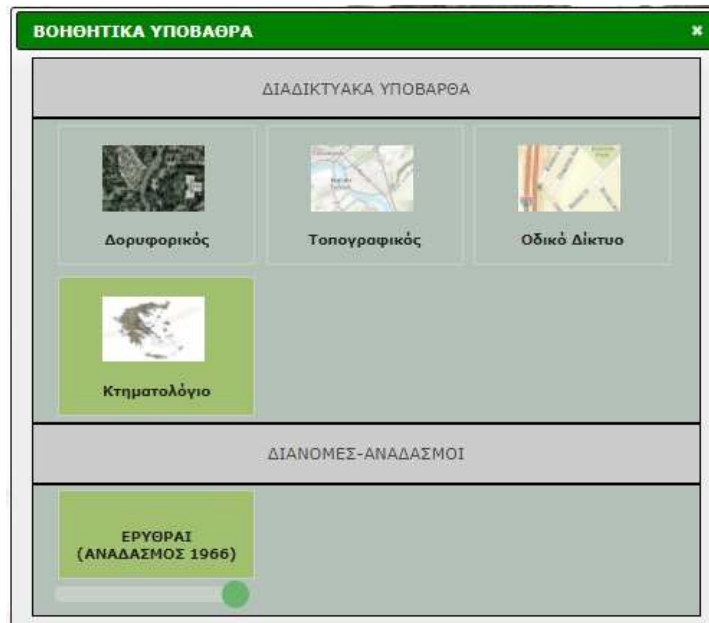 ΒΟΗΘΗΤΙΚΑ ΥΠΟΒΑΘΡΑ
ΔΙΑΔΙΚΤΥΑΚΑ ΥΠΟΒΑΡΘΑ
Δορυφορικός
Τοπογραφικός
Οδικό Δίκτυο
Κτηματολόγιο
ΔΙΑΝΟΜΕΣ-ΑΝΑΔΑΣΜΟΙ
ΕΡΥΘΡΑΙ
(ΑΝΑΔΑΣΜΟΣ 1966)